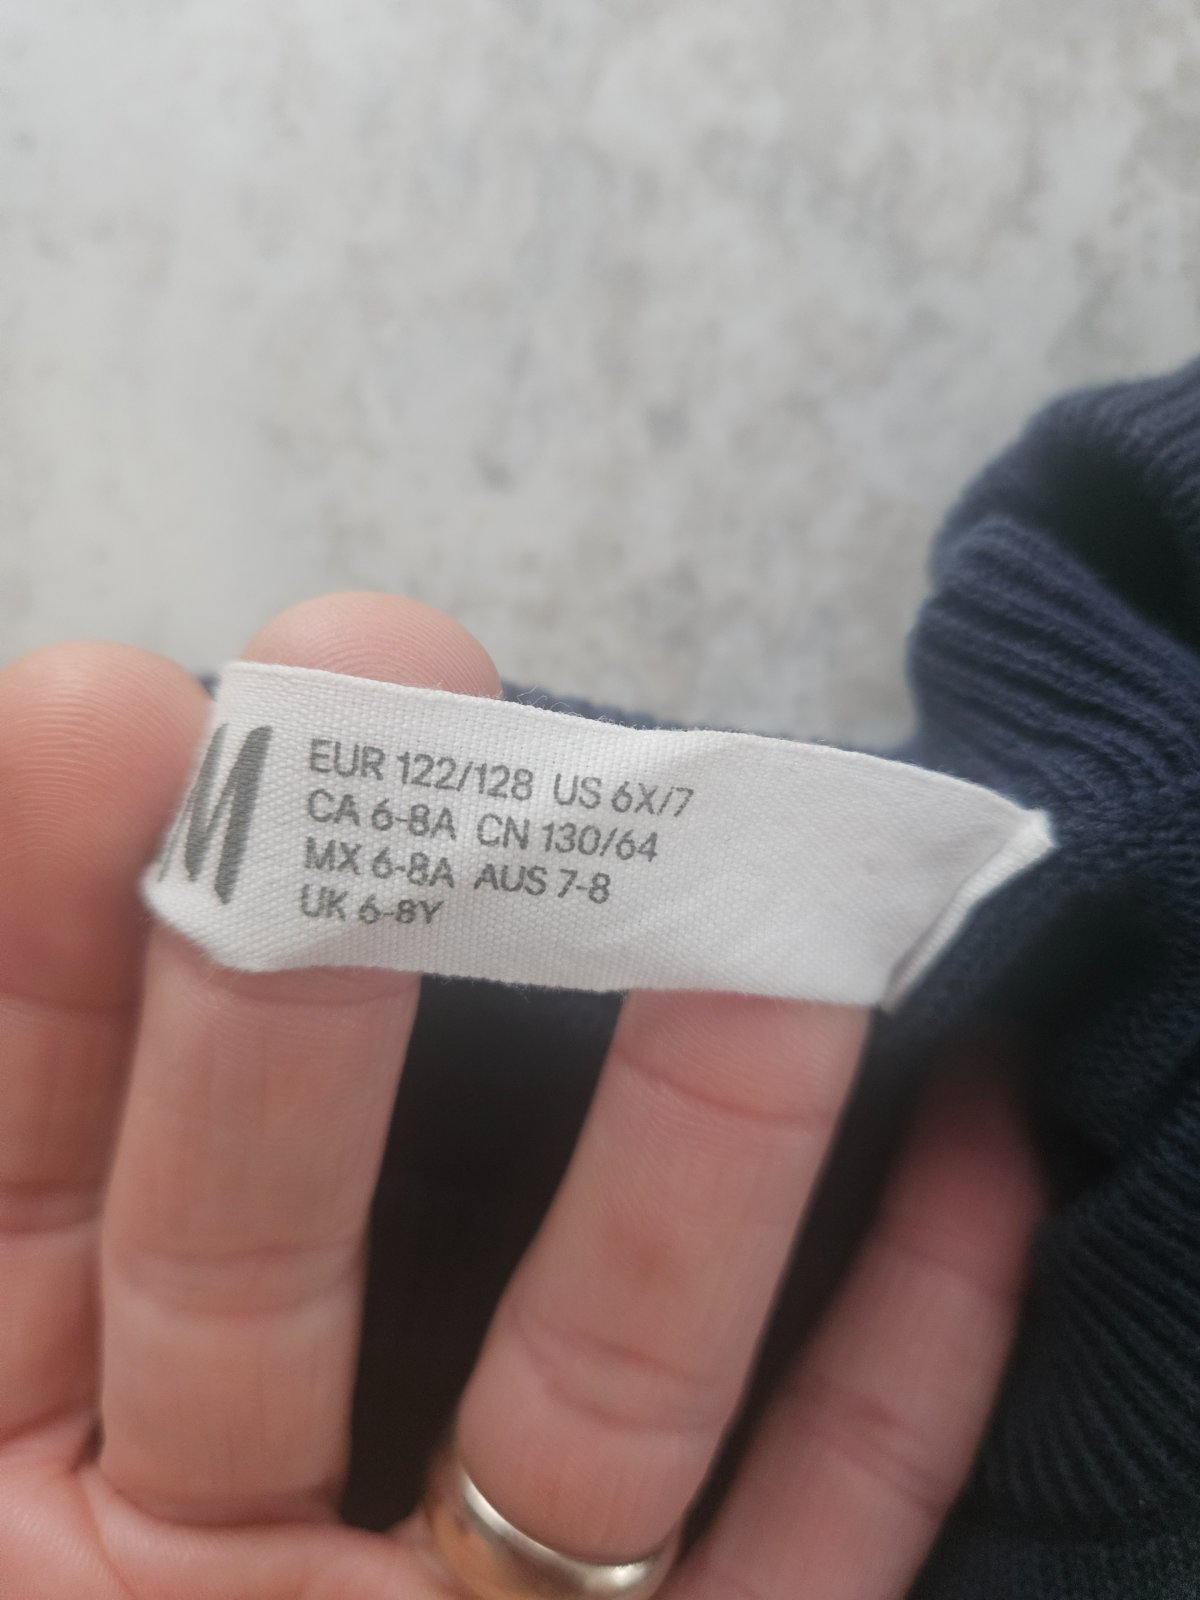 M
EUR 122/128 US 6X/7
CA 6-8A CN 130/64
MX 6-8A AUS 7-8
UK 6-8Y